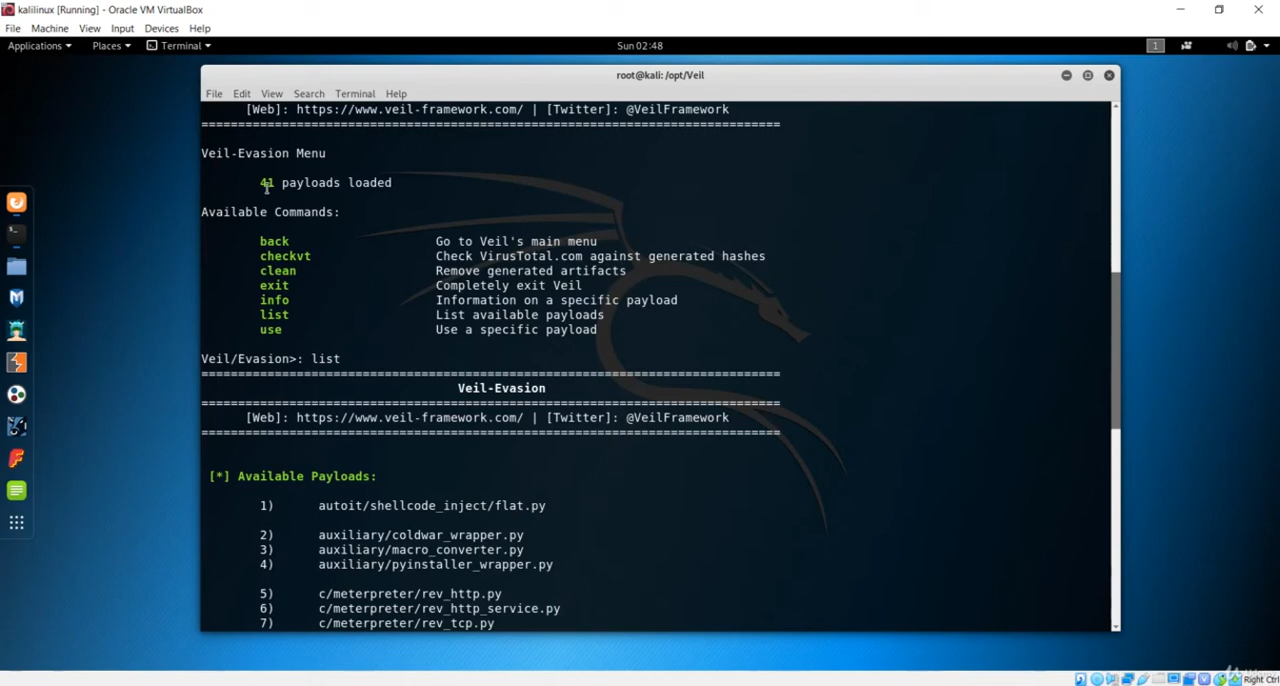 kalilinux [Running] - Oracle VM VirtualBox
File Machine View Input Devices Help
Applications Places Terminal Sun 02:48 1
root@kali: /opt/Veil
File Edit View Search Terminal Help
[Web]: https://www.veil-framework.com/ | [Twitter]: @VeilFramework
================================================================================
Veil-Evasion Menu
41 payloads loaded
Available Commands:
back Go to Veil's main menu
checkvt Check VirusTotal.com against generated hashes
clean Remove generated artifacts
exit Completely exit Veil
info Information on a specific payload
list List available payloads
use Use a specific payload
Veil/Evasion>: list
================================================================================
Veil-Evasion
================================================================================
[Web]: https://www.veil-framework.com/ | [Twitter]: @VeilFramework
================================================================================
[*] Available Payloads:
1) autoit/shellcode_inject/flat.py
2) auxiliary/coldwar_wrapper.py
3) auxiliary/macro_converter.py
4) auxiliary/pyinstaller_wrapper.py
5) c/meterpreter/rev_http.py
6) c/meterpreter/rev_http_service.py
7) c/meterpreter/rev_tcp.py
Right Ctrl